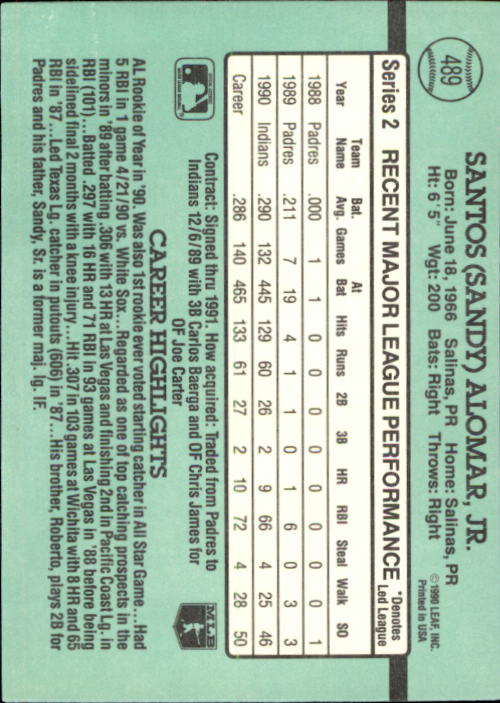 489
SANTOS (SANDY) ALOMAR, JR.
Born: June 18, 1966 Salinas, PR Home: Salinas, PR
Ht: 6' 5" Wgt: 200 Bats: Right Throws: Right
©1990 LEAF, INC.
Printed in USA
Series 2 RECENT MAJOR LEAGUE PERFORMANCE *Denotes Led League
Year Team Name Bat. Avg. Games At Bat Hits Runs 2B 3B HR RBI Steal Walk SO
1988 Padres .000 1 1 0 0 0 0 0 0 0 0 1
1989 Padres .211 7 19 4 1 1 0 1 6 0 3 3
1990 Indians .290 132 445 129 60 26 2 9 66 4 25 46
Career .286 140 465 133 61 27 2 10 72 4 28 50
Contract: Signed thru 1991. How acquired: Traded from Padres to
Indians 12/6/89 with 3B Carlos Baerga and OF Chris James for
OF Joe Carter
MLB
CAREER HIGHLIGHTS
AL Rookie of Year in '90. Was also 1st rookie ever voted starting catcher in All Star Game...Had
5 RBI in 1 game 4/21/90 vs. White Sox...Regarded as one of top catching prospects in the
minors in '89 after batting .306 with 13 HR at Las Vegas and finishing 2nd in Pacific Coast Lg. in
RBI (101)...Batted .297 with 16 HR and 71 RBI in 93 games at Las Vegas in '88 before being
sidelined final 2 months with a knee injury...Hit .307 in 103 games at Wichita with 8 HR and 65
RBI in '87...Led Texas Lg. catcher in putouts (606) in '87...His brother, Roberto, plays 2B for
Padres and his father, Sandy, Sr. is a former maj. lg. IF.